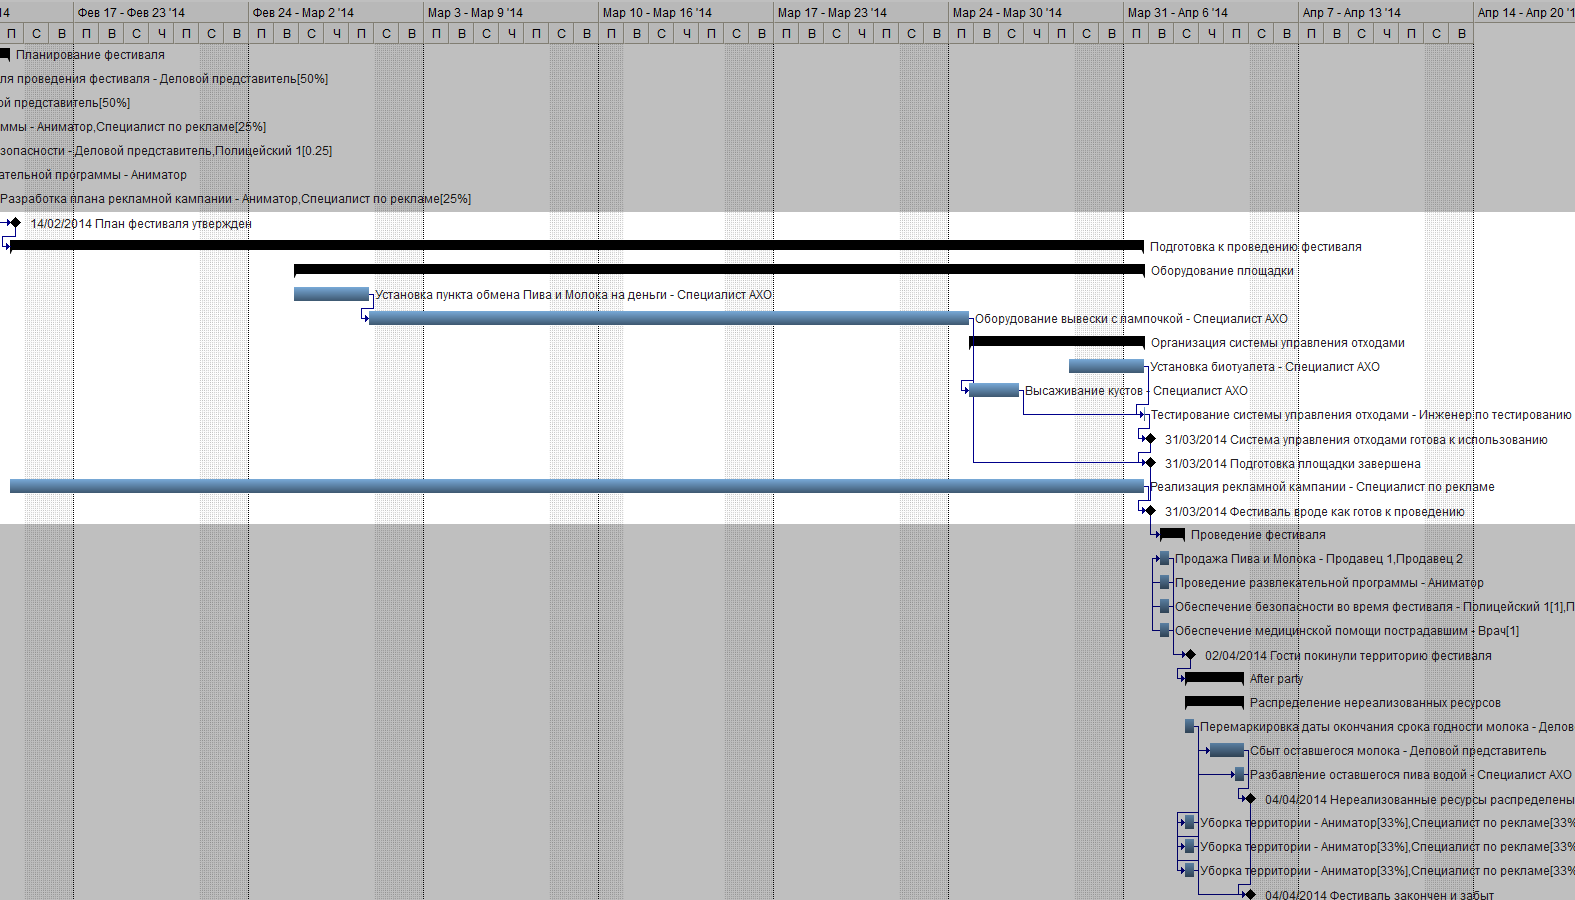 14 Фев 17 - Фев 23 '14 Фев 24 - Мар 2 '14 Мар 3 - Мар 9 '14 Мар 10 - Мар 16 '14 Мар 17 - Мар 23 '14 Мар 24 - Мар 30 '14 Мар 31 - Апр 6 '14 Апр 7 - Апр 13 '14 Апр 14 - Апр 20 '1
П С В П В С Ч П С В П В С Ч П С В П В С Ч П С В П В С Ч П С В П В С Ч П С В П В С Ч П С В П В С Ч П С В П В С Ч П С В
Планирование фестиваля
ля проведения фестиваля - Деловой представитель[50%]
ой представитель[50%]
ммы - Аниматор,Специалист по рекламе[25%]
зопасности - Деловой представитель,Полицейский 1[0.25]
ательной программы - Аниматор
Разработка плана рекламной кампании - Аниматор,Специалист по рекламе[25%]
14/02/2014 План фестиваля утвержден
Подготовка к проведению фестиваля
Оборудование площадки
Установка пункта обмена Пива и Молока на деньги - Специалист АХО
Оборудование вывески с лампочкой - Специалист АХО
Организация системы управления отходами
Установка биотуалета - Специалист АХО
Высаживание кустов - Специалист АХО
Тестирование системы управления отходами - Инженер по тестированию
31/03/2014 Система управления отходами готова к использованию
31/03/2014 Подготовка площадки завершена
Реализация рекламной кампании - Специалист по рекламе
31/03/2014 Фестиваль вроде как готов к проведению
Проведение фестиваля
Продажа Пива и Молока - Продавец 1,Продавец 2
Проведение развлекательной программы - Аниматор
Обеспечение безопасности во время фестиваля - Полицейский 1[1],П
Обеспечение медицинской помощи пострадавшим - Врач[1]
02/04/2014 Гости покинули территорию фестиваля
After party
Распределение нереализованных ресурсов
Перемаркировка даты окончания срока годности молока - Делов
Сбыт оставшегося молока - Деловой представитель
Разбавление оставшегося пива водой - Специалист АХО
04/04/2014 Нереализованные ресурсы распределены
Уборка территории - Аниматор[33%],Специалист по рекламе[33%
Уборка территории - Аниматор[33%],Специалист по рекламе[33%
Уборка территории - Аниматор[33%],Специалист по рекламе[33%
04/04/2014 Фестиваль закончен и забыт